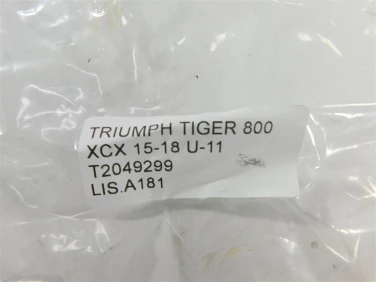 TRIUMPH TIGER 800
XCX 15-18 U-11
T2049299
LIS.A181